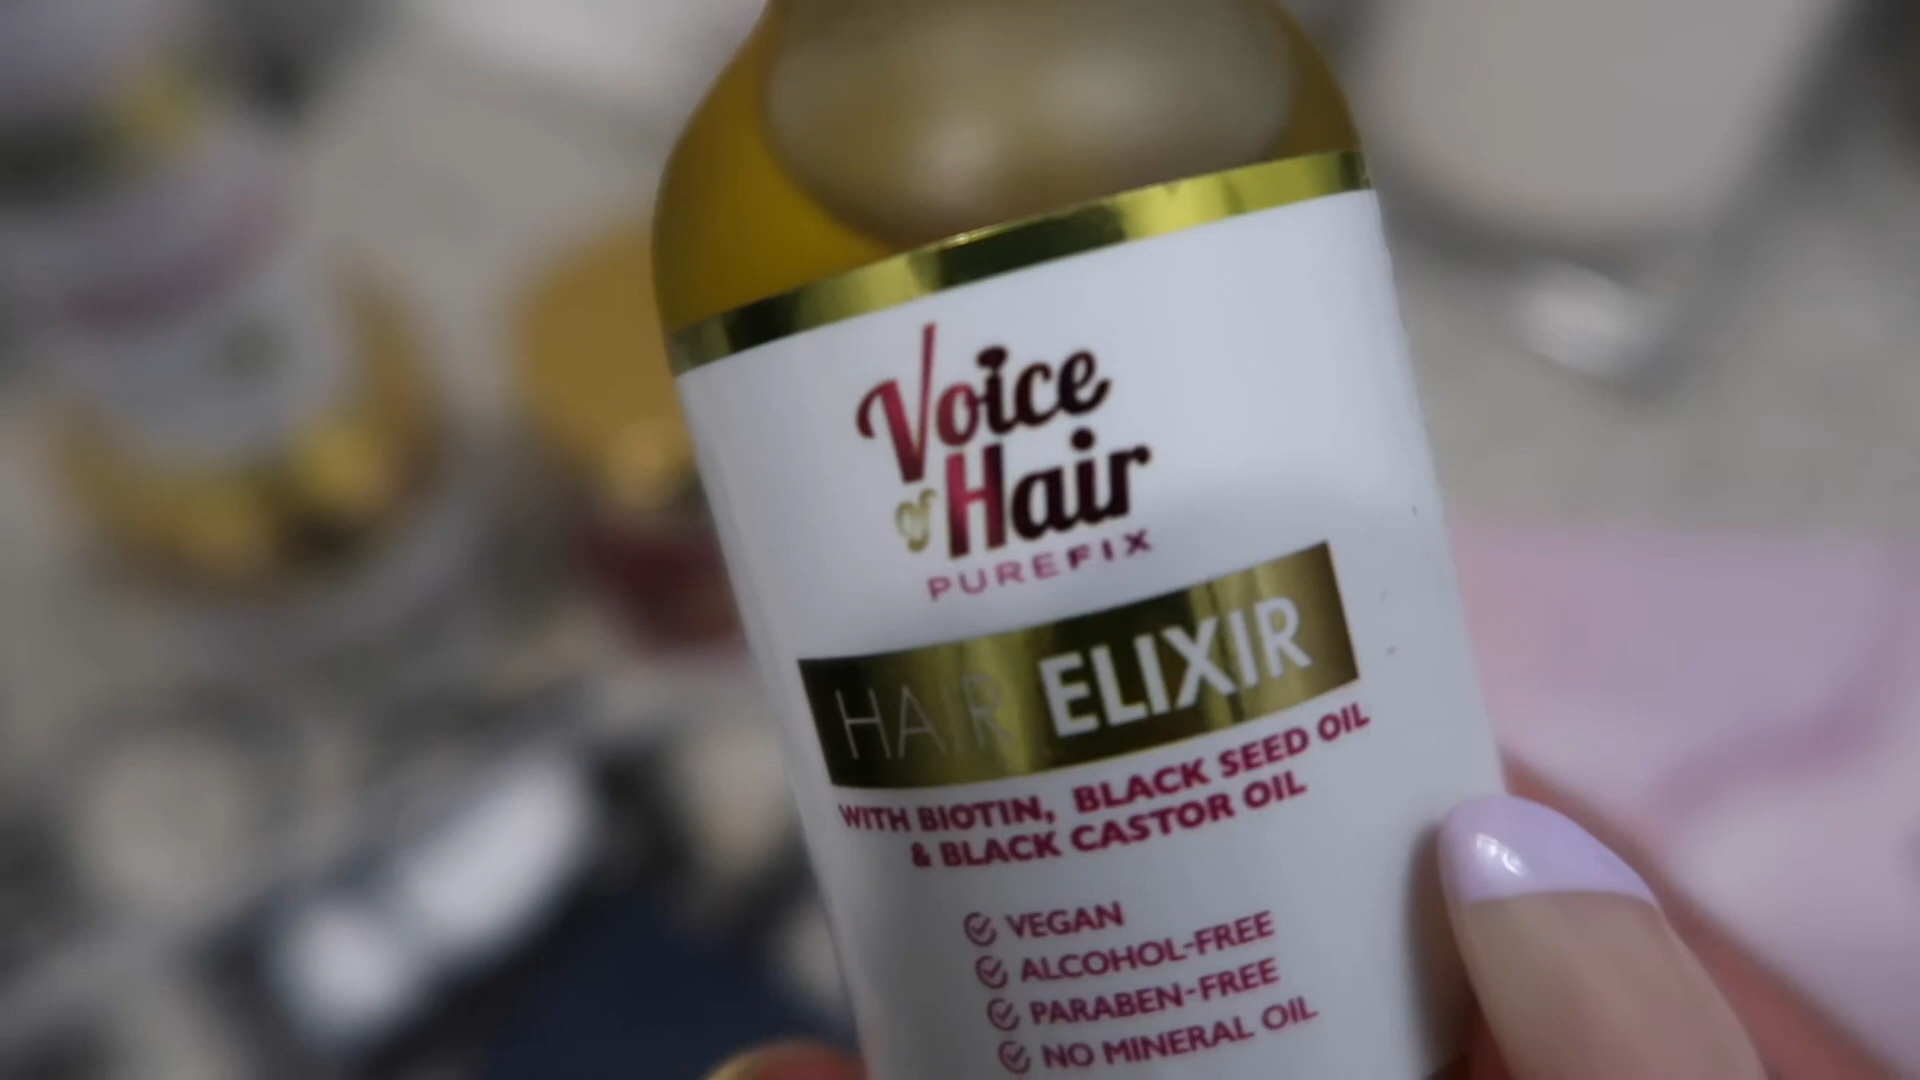 Voice
of Hair
PUREFIX
HAIR ELIXIR
WITH BIOTIN, BLACK SEED OIL
& BLACK CASTOR OIL
VEGAN
ALCOHOL-FREE
PARABEN-FREE
NO MINERAL OIL